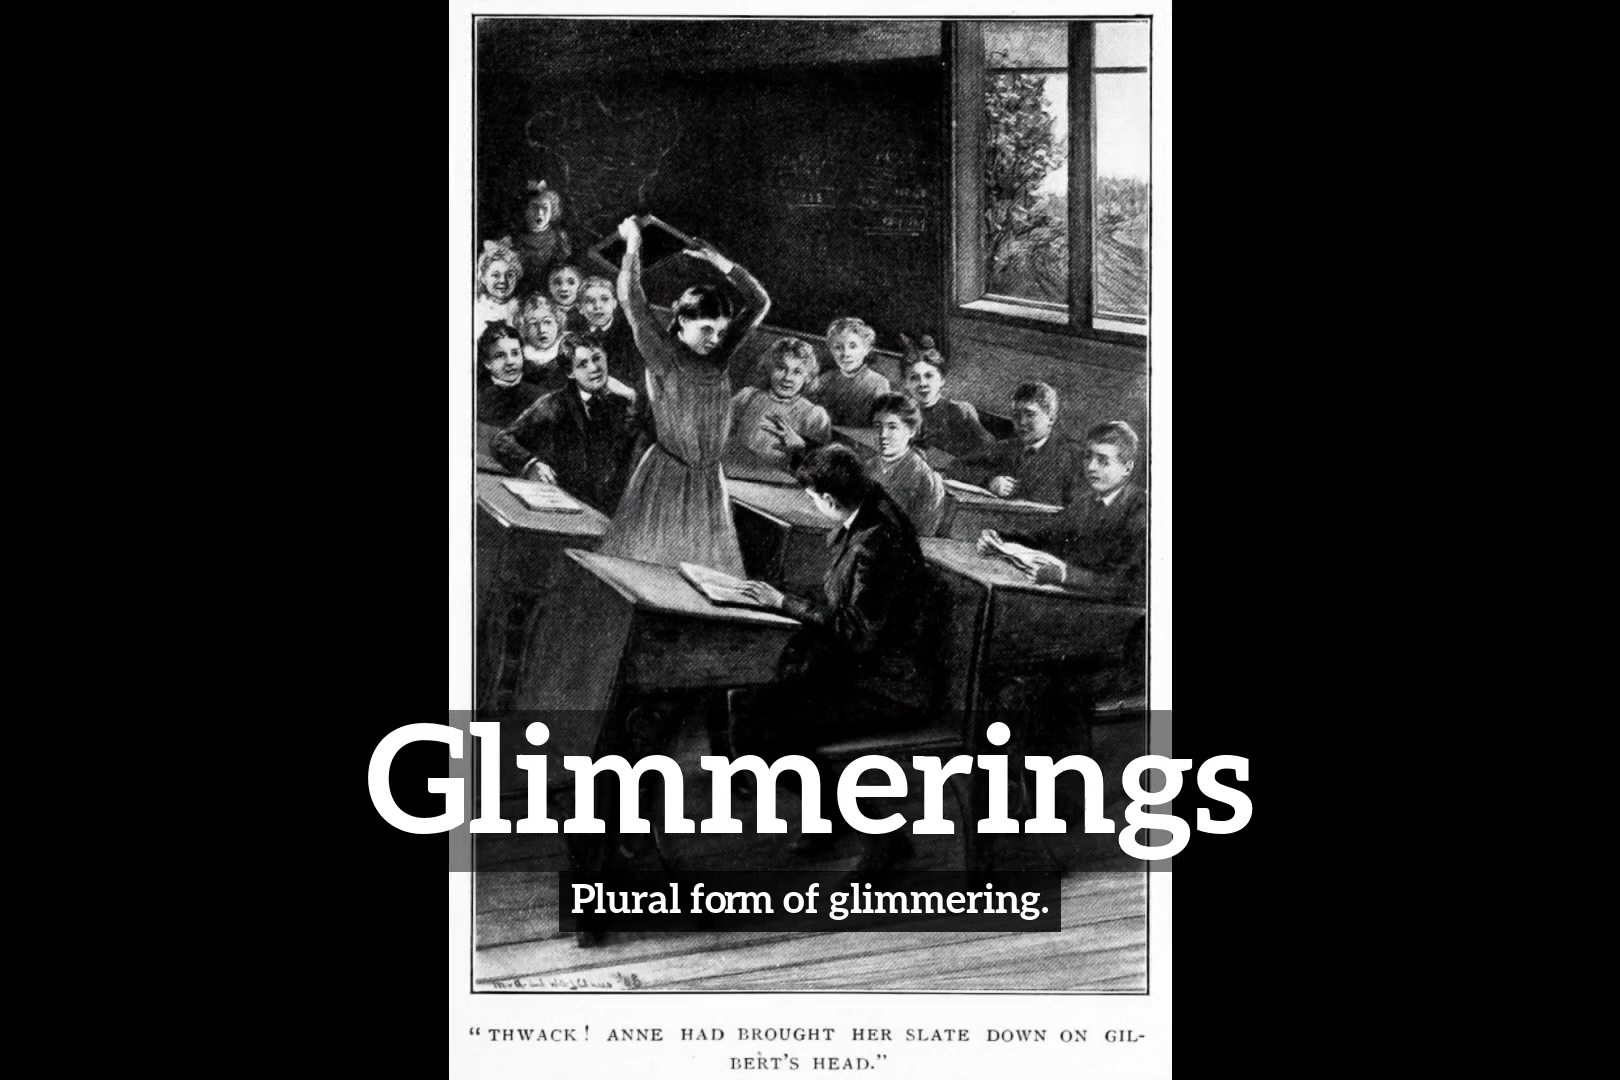 Glimmerings
Plural form of glimmering.
"THWACK! ANNE HAD BROUGHT HER SLATE DOWN ON GIL-
BERT'S HEAD."